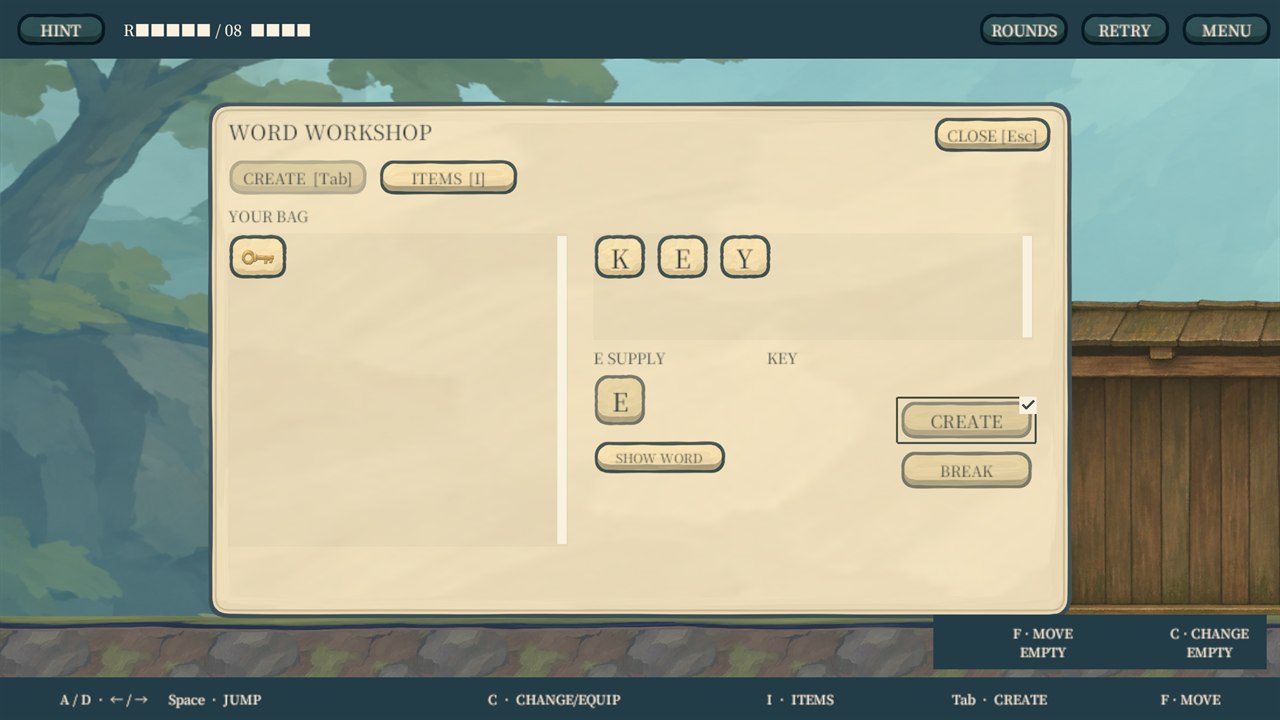 HINT
R / 08
ROUNDS
RETRY
MENU
WORD WORKSHOP
CLOSE [Esc]
CREATE [Tab]
ITEMS [I]
YOUR BAG
K E Y
E SUPPLY
KEY
E
CREATE
SHOW WORD
BREAK
F · MOVE
EMPTY
C · CHANGE
EMPTY
A / D · ←/→ Space · JUMP
C · CHANGE/EQUIP
I · ITEMS
Tab · CREATE
F · MOVE